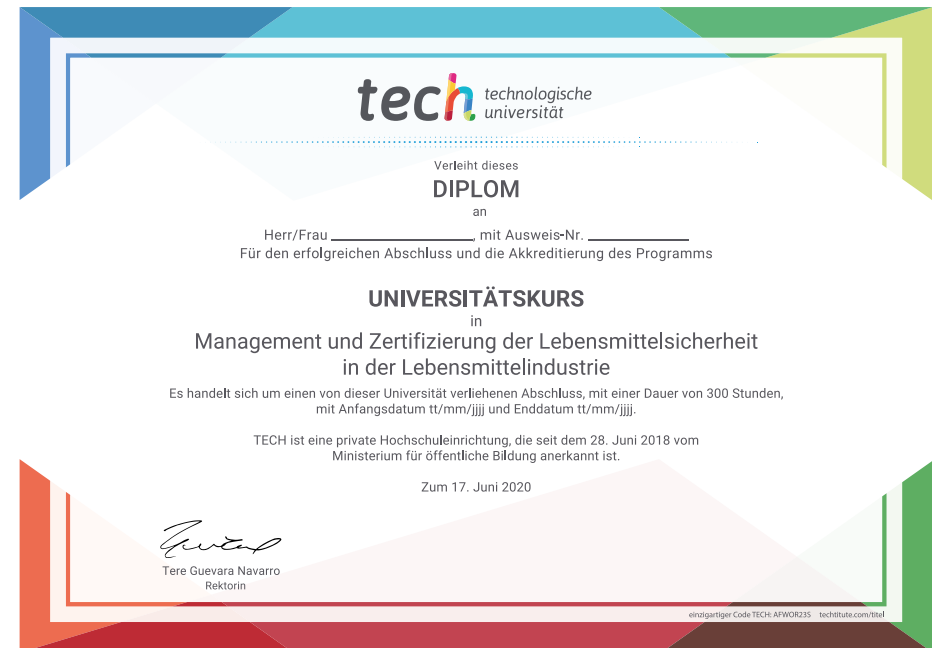 tech technologische
universität
Verleiht dieses
DIPLOM
an
Herr/Frau ________________, mit Ausweis-Nr. ________________
Für den erfolgreichen Abschluss und die Akkreditierung des Programms
UNIVERSITÄTSKURS
in
Management und Zertifizierung der Lebensmittelsicherheit
in der Lebensmittelindustrie
Es handelt sich um einen von dieser Universität verliehenen Abschluss, mit einer Dauer von 300 Stunden,
mit Anfangsdatum tt/mm/jjjj und Enddatum tt/mm/jjjj.
TECH ist eine private Hochschuleinrichtung, die seit dem 28. Juni 2018 vom
Ministerium für öffentliche Bildung anerkannt ist.
Zum 17. Juni 2020
Tere Guevara Navarro
Rektorin
einzigartiger Code TECH: AFWOR23S techtitute.com/titel